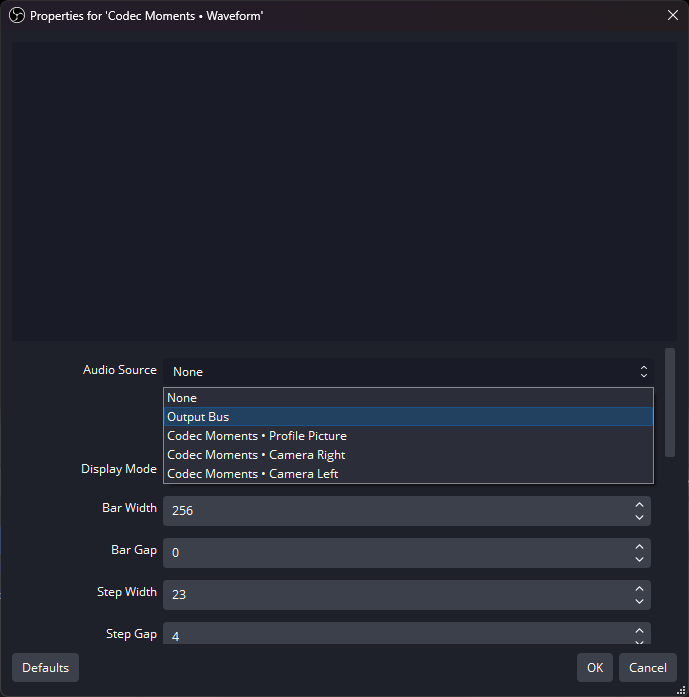 Properties for 'Codec Moments • Waveform'
Audio Source
None
None
Output Bus
Codec Moments • Profile Picture
Codec Moments • Camera Right
Codec Moments • Camera Left
Display Mode
Bar Width
256
Bar Gap
0
Step Width
23
Step Gap
4
Defaults
OK
Cancel